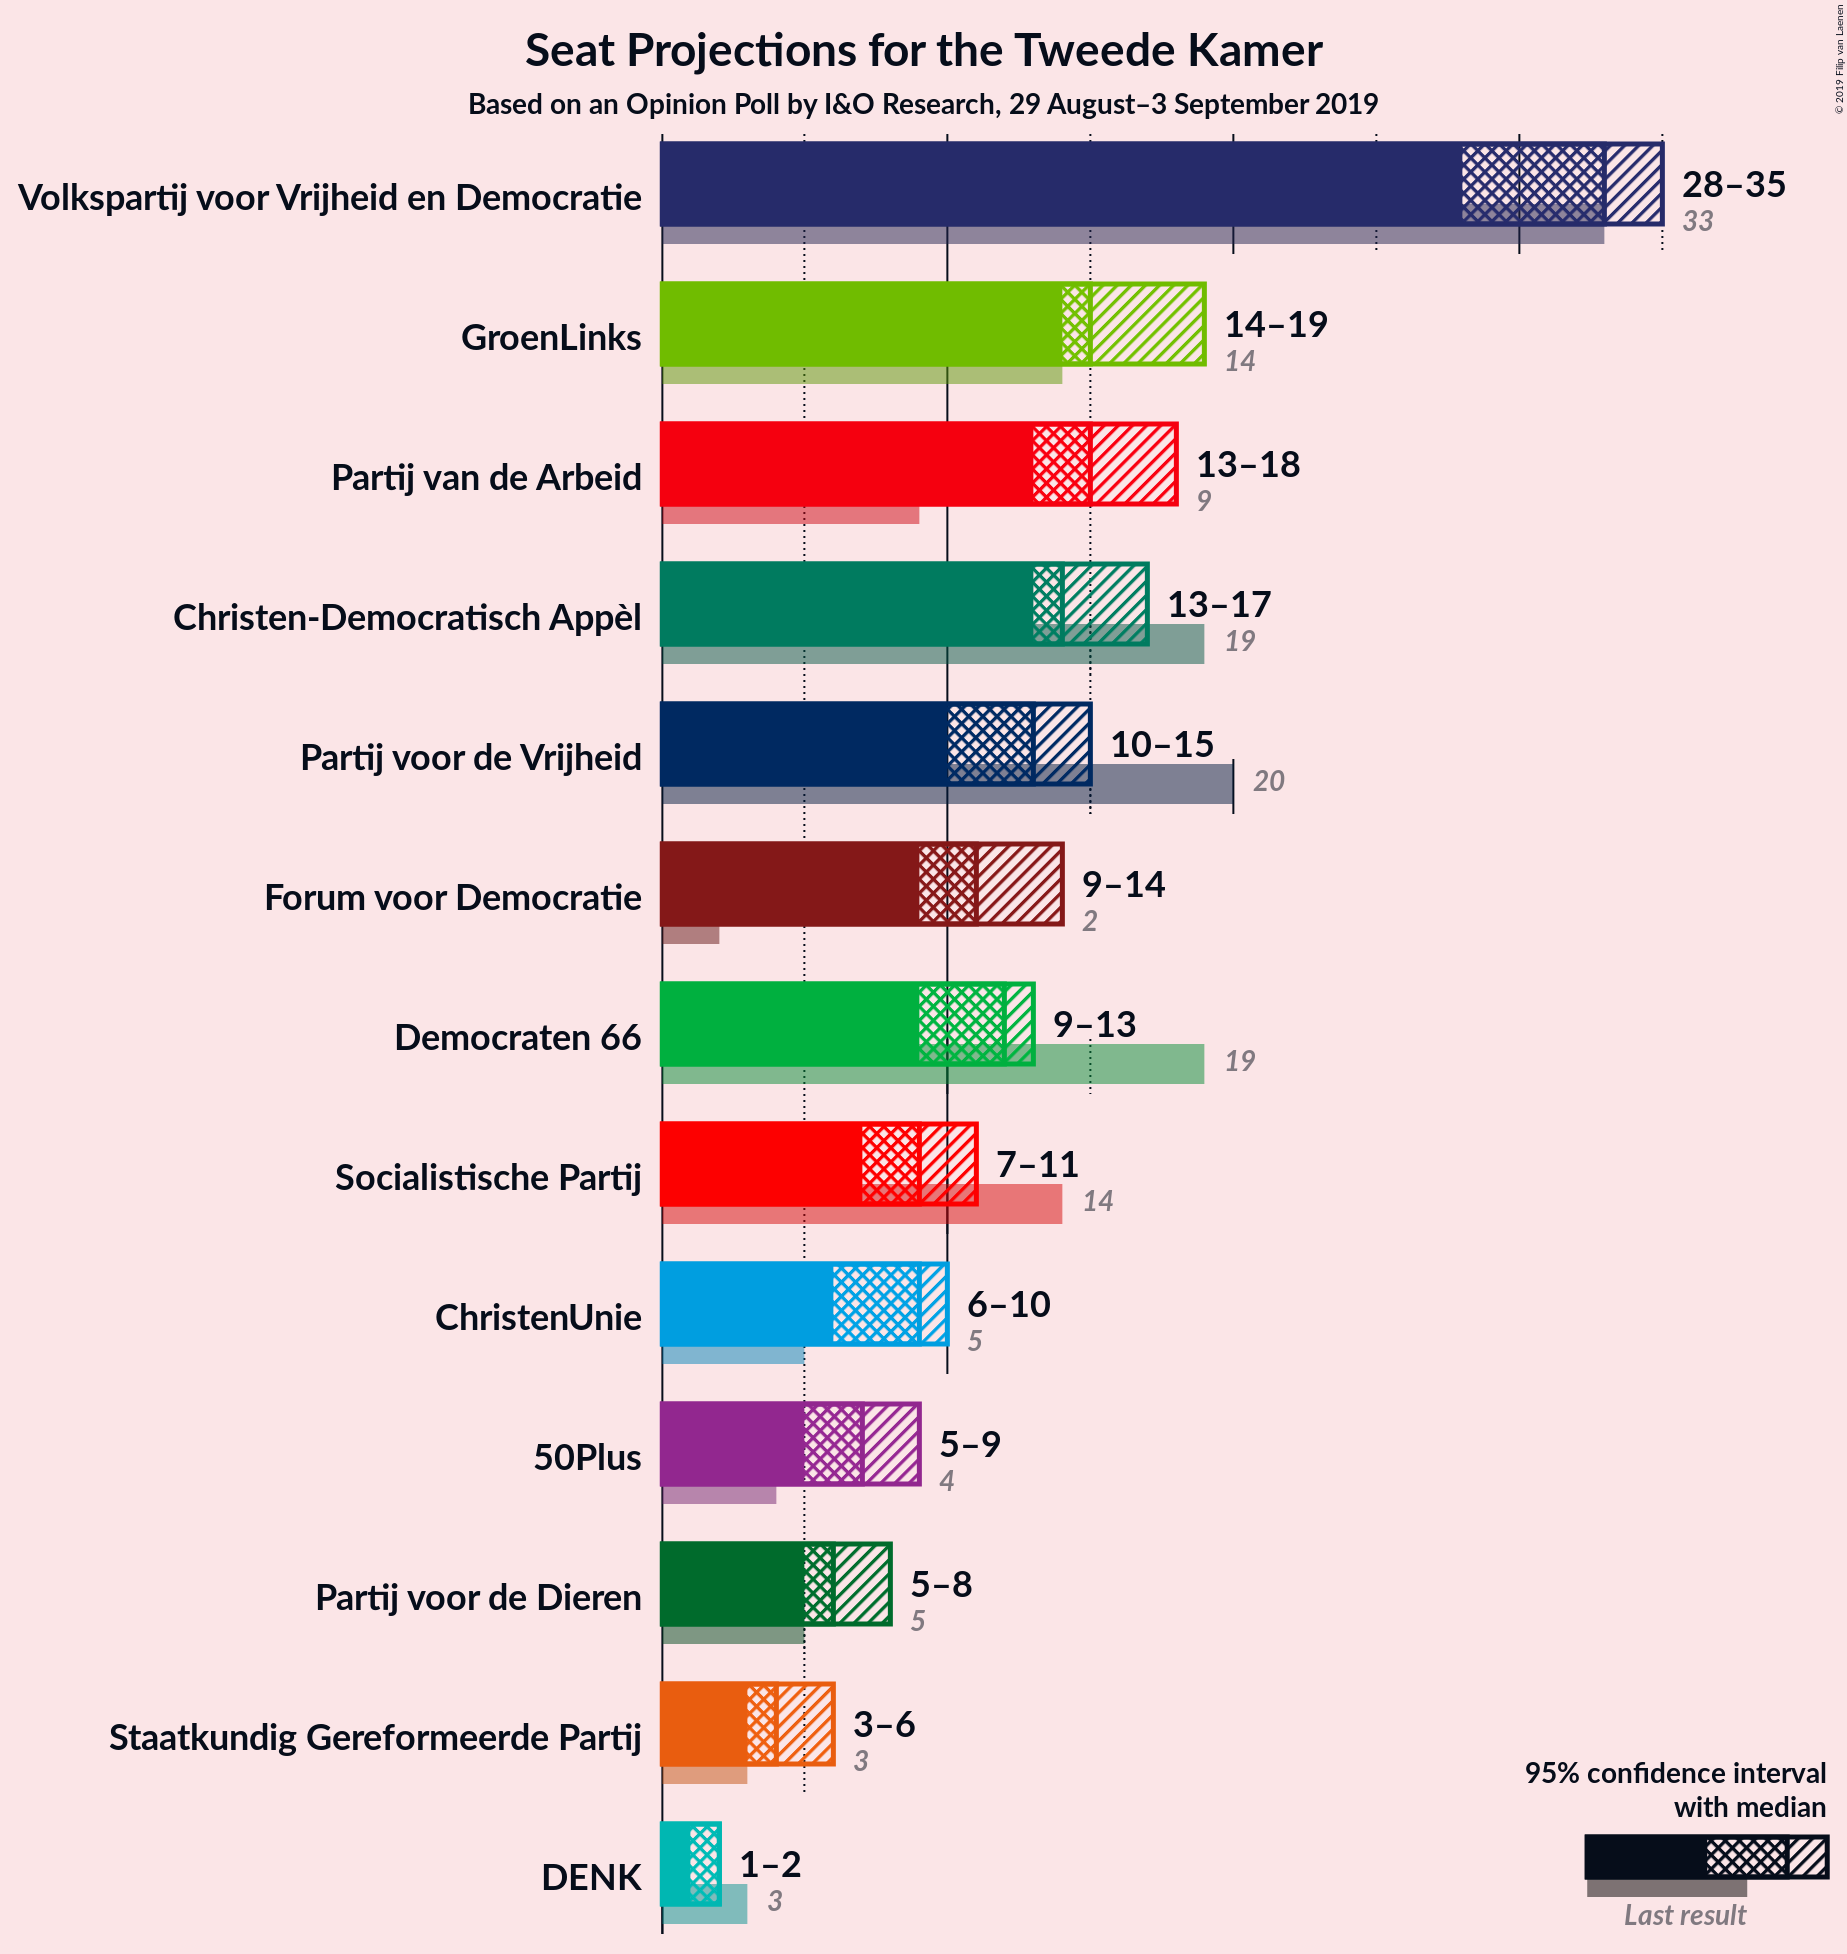 Seat Projections for the Tweede Kamer
Based on an Opinion Poll by I&O Research, 29 August–3 September 2019
© 2019 Filip van Laenen
Volkspartij voor Vrijheid en Democratie
28–35
33
GroenLinks
14–19
14
Partij van de Arbeid
13–18
9
Christen-Democratisch Appèl
13–17
19
Partij voor de Vrijheid
10–15
20
Forum voor Democratie
9–14
2
Democraten 66
9–13
19
Socialistische Partij
7–11
14
ChristenUnie
6–10
5
50Plus
5–9
4
Partij voor de Dieren
5–8
5
Staatkundig Gereformeerde Partij
3–6
3
DENK
1–2
3
95% confidence interval
with median
Last result